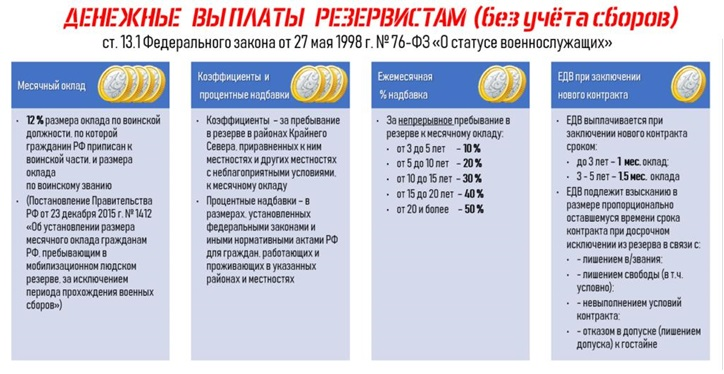 ДЕНЕЖНЫЕ ВЫПЛАТЫ РЕЗЕРВИСТАМ (без учёта сборов)
ст. 13.1 Федерального закона от 27 мая 1998 г. № 76-ФЗ «О статусе военнослужащих»
Месячный оклад
• 12 % размера оклада по воинской
должности, по которой
гражданин РФ приписан к
воинской части, и размера
оклада
по воинскому званию
• (Постановление Правительства
РФ от 23 декабря 2015 г. № 1412
«Об установлении размера
месячного оклада гражданам
РФ, пребывающим в
мобилизационном людском
резерве, за исключением
периода прохождения военных
сборов»)
Коэффициенты и
процентные надбавки
• Коэффициенты – за пребывание
в резерве в районах Крайнего
Севера, приравненных к ним
местностях и других местностях
с неблагоприятными условиями,
к месячному окладу
• Процентные надбавки – в
размерах, установленных
федеральными законами и
иными нормативными актами РФ
для граждан, работающих и
проживающих в указанных
районах и местностях
Ежемесячная
% надбавка
• За непрерывное пребывание в
резерве к месячному окладу:
• от 3 до 5 лет – 10 %
• от 5 до 10 лет – 20 %
• от 10 до 15 лет – 30 %
• от 15 до 20 лет – 40 %
• от 20 и более – 50 %
ЕДВ при заключении
нового контракта
• ЕДВ выплачивается при
заключении нового контракта
сроком:
• до 3 лет – 1 мес. оклад;
• 3 - 5 лет – 1,5 мес. оклада
• ЕДВ подлежит взысканию в
размере пропорционально
оставшемуся времени срока
контракта при досрочном
исключении из резерва в связи с:
• - лишением в/звания;
• - лишением свободы (в т.ч.
условно);
• - невыполнением условий
контракта;
• - отказом в допуске (лишением
допуска) к гостайне